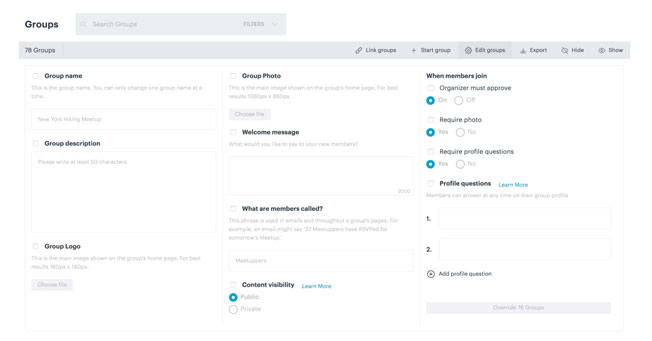 Groups
Search Groups
FILTERS
78 Groups
Link groups
Start group
Edit groups
Export
Hide
Show
Group name
This is the group name. You can only change one group name at a
time.
New York Hiking Meetup
Group description
Please write at least 50 characters
Group Logo
This is the main image shown on the group's home page. For best
results 160px x 160px.
Choose file
Group Photo
This is the main image shown on the group's home page. For best
results 1060px x 660px.
Choose file
Welcome message
What would you like to say to your new members?
2000
What are members called?
This phrase is used in emails and throughout a group's pages. For
example, an email might say '37 Meetuppers have RSVPed for
tomorrow's Meetup.'
Meetuppers
Content visibility Learn More
Public
Private
When members join
Organizer must approve
On Off
Require photo
Yes No
Require profile questions
Yes No
Profile questions Learn More
Members can answer at any time on their group profile
1.
2.
Add profile question
Override 78 Groups